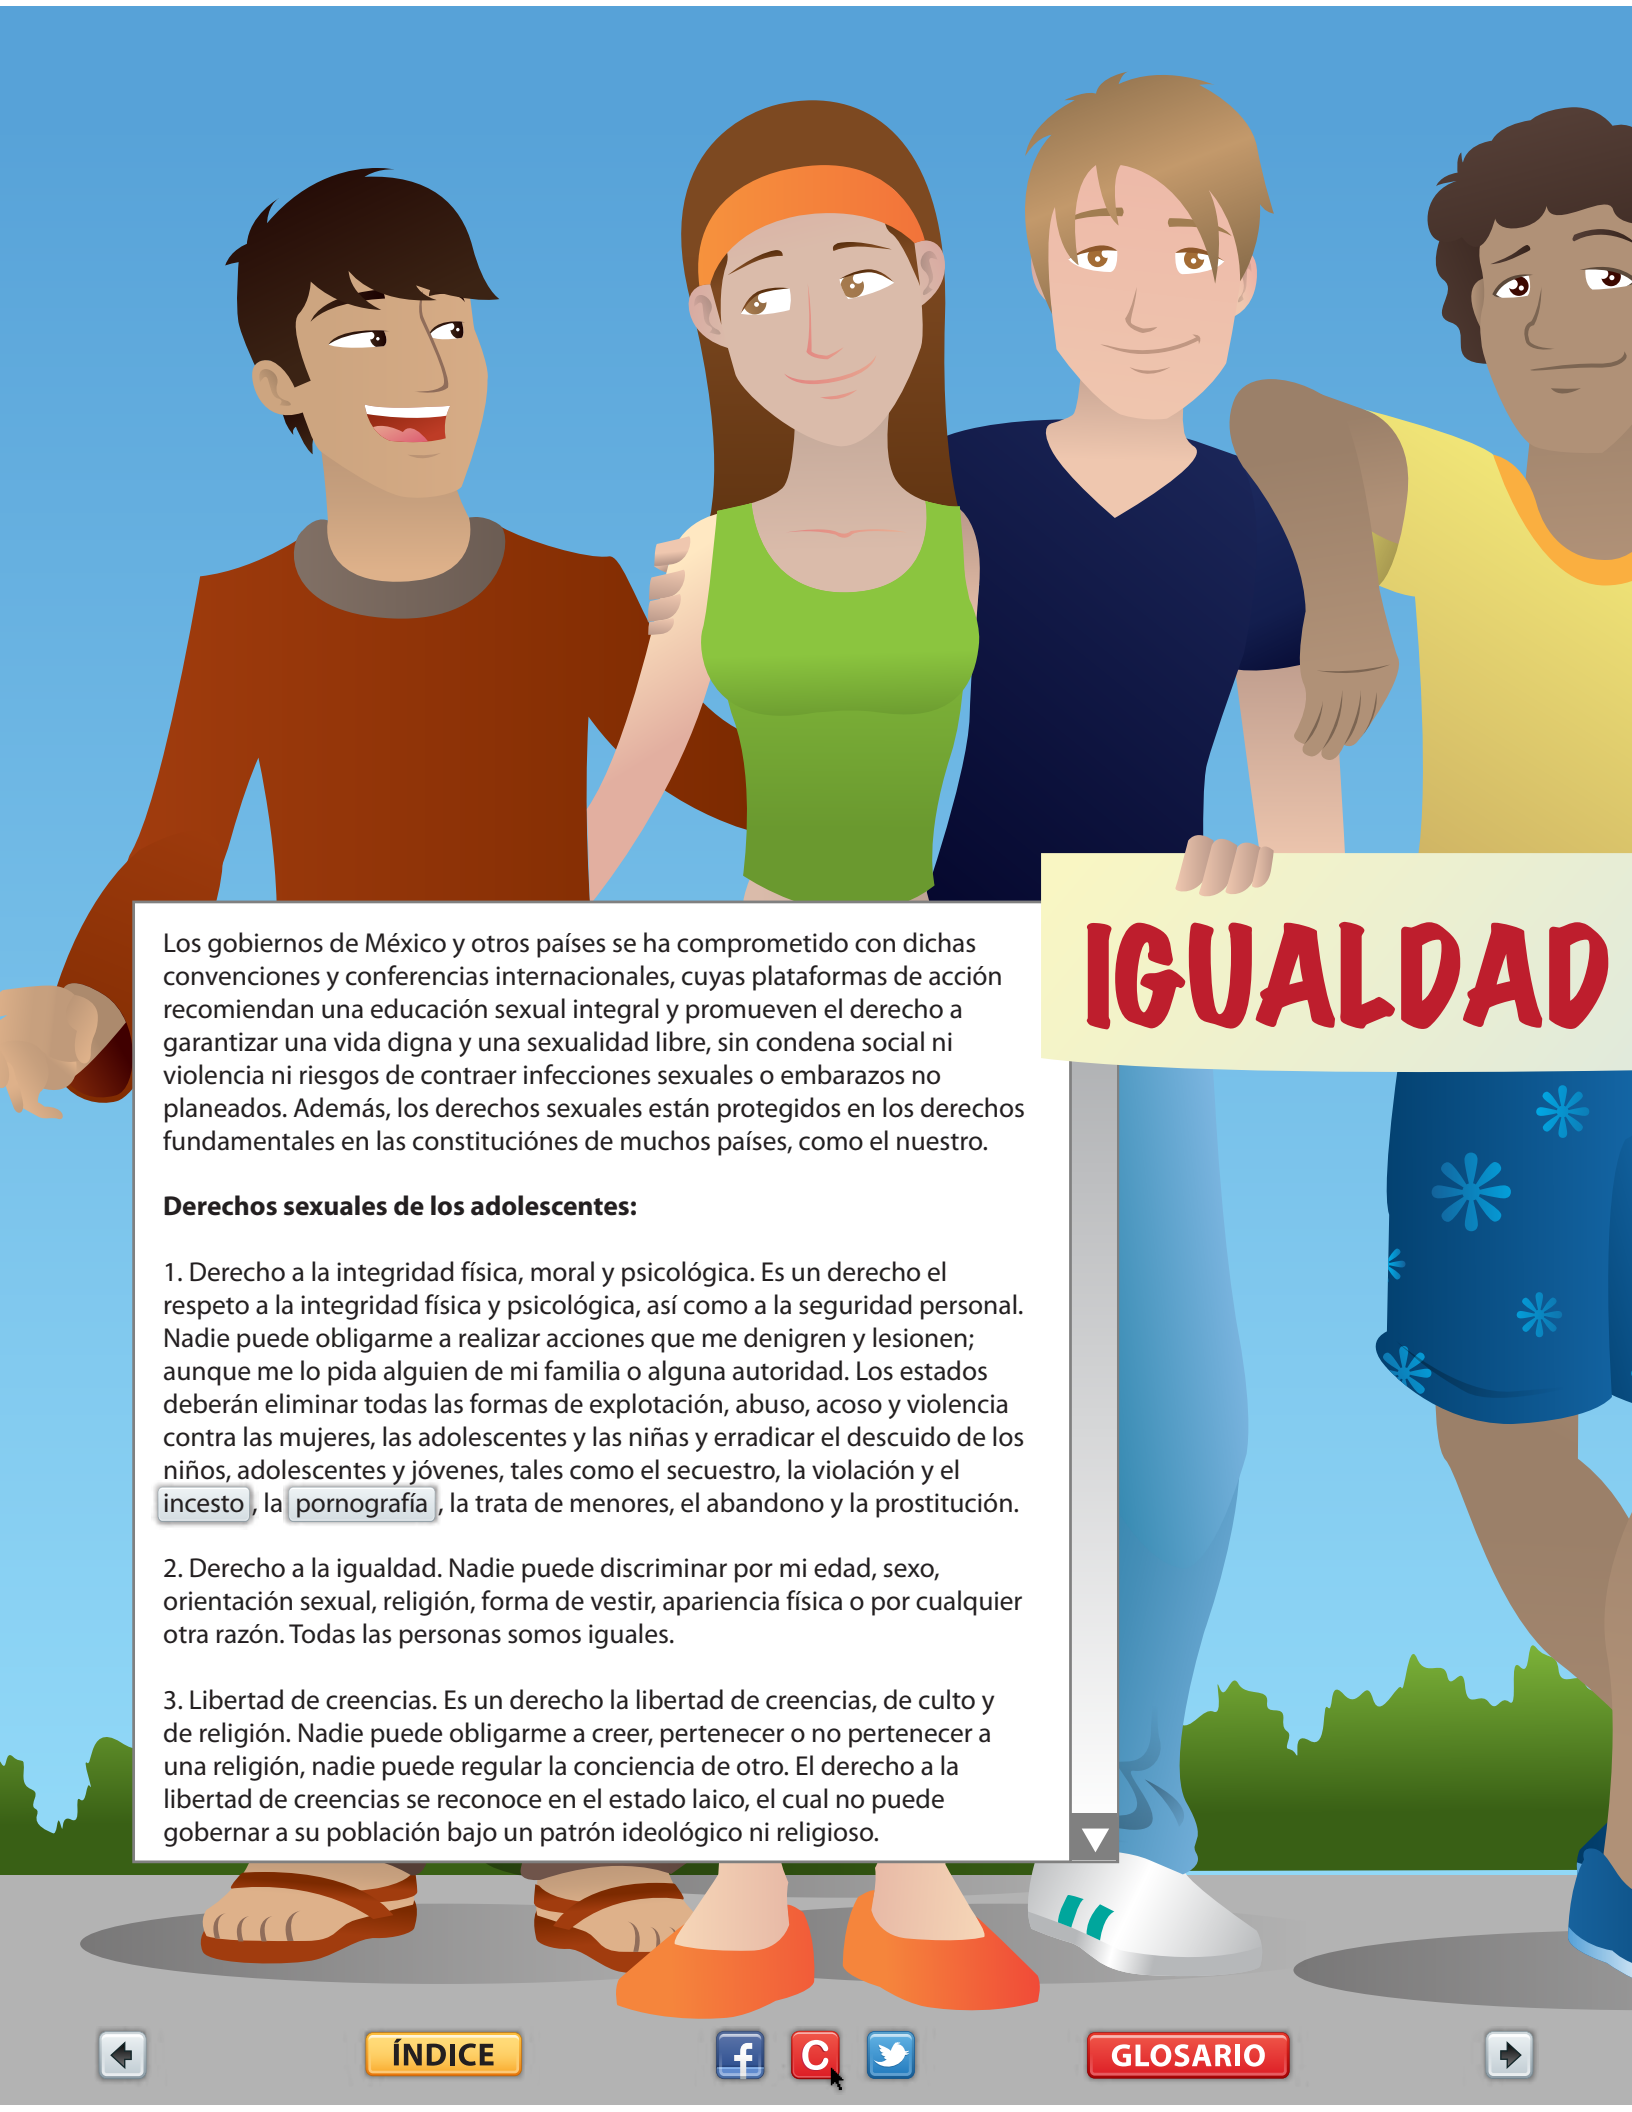 Los gobiernos de México y otros países se ha comprometido con dichas
convenciones y conferencias internacionales, cuyas plataformas de acción
recomiendan una educación sexual integral y promueven el derecho a
garantizar una vida digna y una sexualidad libre, sin condena social ni
violencia ni riesgos de contraer infecciones sexuales o embarazos no
planeados. Además, los derechos sexuales están protegidos en los derechos
fundamentales en las constituciónes de muchos países, como el nuestro.
IGUALDAD
Derechos sexuales de los adolescentes:
1. Derecho a la integridad física, moral y psicológica. Es un derecho el
respeto a la integridad física y psicológica, así como a la seguridad personal.
Nadie puede obligarme a realizar acciones que me denigren y lesionen;
aunque me lo pida alguien de mi familia o alguna autoridad. Los estados
deberán eliminar todas las formas de explotación, abuso, acoso y violencia
contra las mujeres, las adolescentes y las niñas y erradicar el descuido de los
niños, adolescentes y jóvenes, tales como el secuestro, la violación y el
incesto, la pornografía, la trata de menores, el abandono y la prostitución.
2. Derecho a la igualdad. Nadie puede discriminar por mi edad, sexo,
orientación sexual, religión, forma de vestir, apariencia física o por cualquier
otra razón. Todas las personas somos iguales.
3. Libertad de creencias. Es un derecho la libertad de creencias, de culto y
de religión. Nadie puede obligarme a creer, pertenecer o no pertenecer a
una religión, nadie puede regular la conciencia de otro. El derecho a la
libertad de creencias se reconoce en el estado laico, el cual no puede
gobernar a su población bajo un patrón ideológico ni religioso.
ÍNDICE f C GLOSARIO